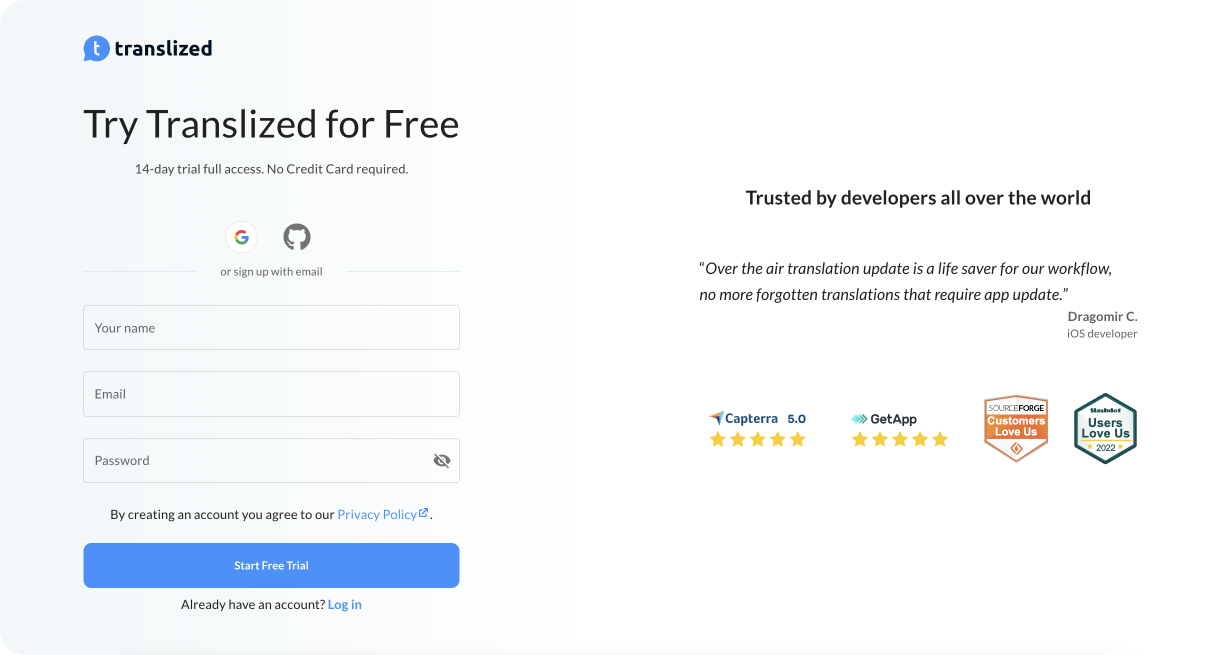 translized
Try Translized for Free
14-day trial full access. No Credit Card required.
or sign up with email
Your name
Email
Password
By creating an account you agree to our Privacy Policy.
Start Free Trial
Already have an account? Log in
Trusted by developers all over the world
“Over the air translation update is a life saver for our workflow,
no more forgotten translations that require app update.”
Dragomir C.
iOS developer
Capterra 5.0
GetApp
SOURCEFORGE
Customers
Love Us
Slashdot
Users
Love Us
2022